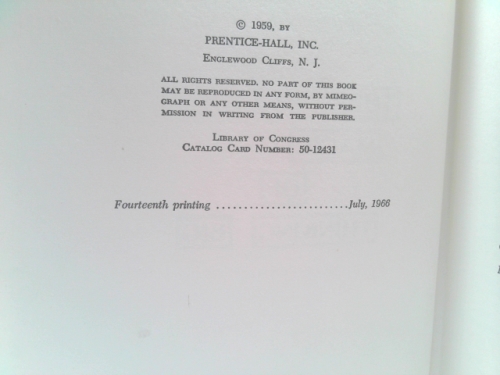 © 1959, BY
PRENTICE-HALL, INC.
ENGLEWOOD CLIFFS, N. J.
ALL RIGHTS RESERVED. NO PART OF THIS BOOK
MAY BE REPRODUCED IN ANY FORM, BY MIMEO-
GRAPH OR ANY OTHER MEANS, WITHOUT PER-
MISSION IN WRITING FROM THE PUBLISHER.
LIBRARY OF CONGRESS
CATALOG CARD NUMBER: 50-12431
Fourteenth printing .........................July, 1966